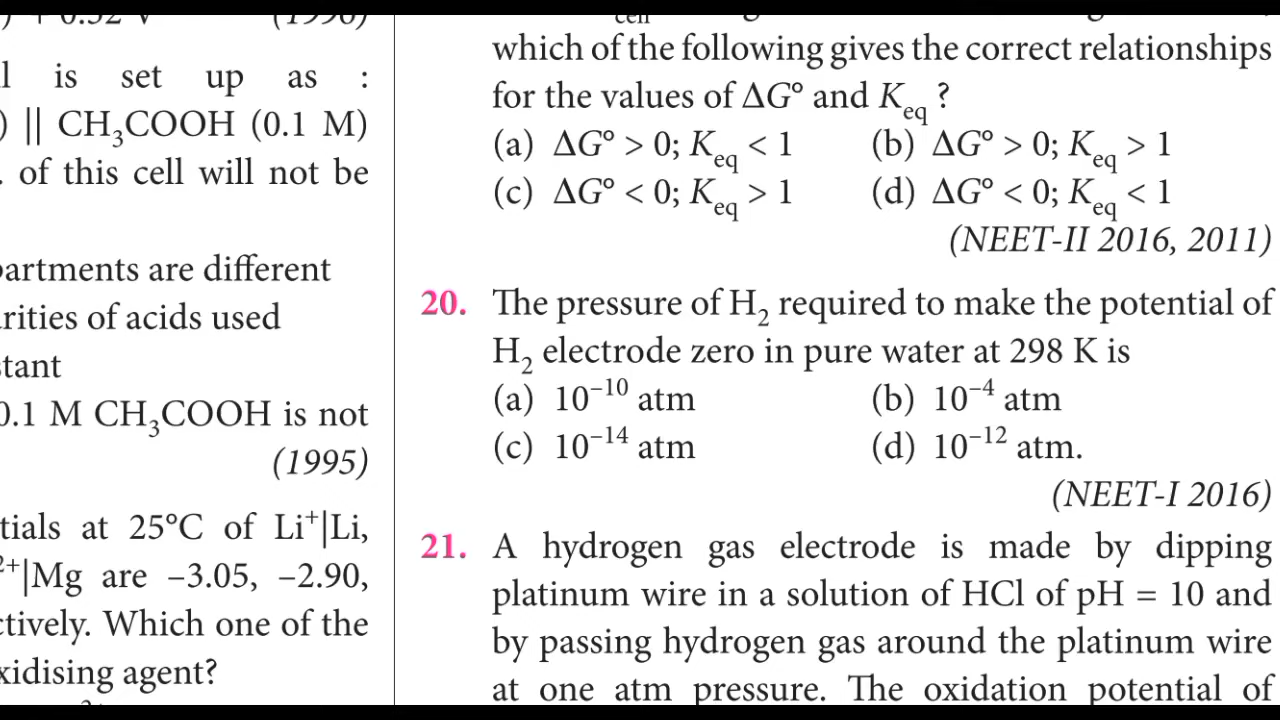 ) + 0.52 V (1996)
l is set up as :
) || CH₃COOH (0.1 M)
. of this cell will not be
partments are different
rities of acids used
stant
0.1 M CH₃COOH is not
(1995)
tials at 25°C of Li⁺|Li,
²⁺|Mg are –3.05, –2.90,
ctively. Which one of the
xidising agent?
cell
which of the following gives the correct relationships
for the values of ΔG° and Keq ?
(a) ΔG° > 0; Keq < 1 (b) ΔG° > 0; Keq > 1
(c) ΔG° < 0; Keq > 1 (d) ΔG° < 0; Keq < 1
(NEET-II 2016, 2011)
20. The pressure of H₂ required to make the potential of
H₂ electrode zero in pure water at 298 K is
(a) 10⁻¹⁰ atm (b) 10⁻⁴ atm
(c) 10⁻¹⁴ atm (d) 10⁻¹² atm.
(NEET-I 2016)
21. A hydrogen gas electrode is made by dipping
platinum wire in a solution of HCl of pH = 10 and
by passing hydrogen gas around the platinum wire
at one atm pressure. The oxidation potential of